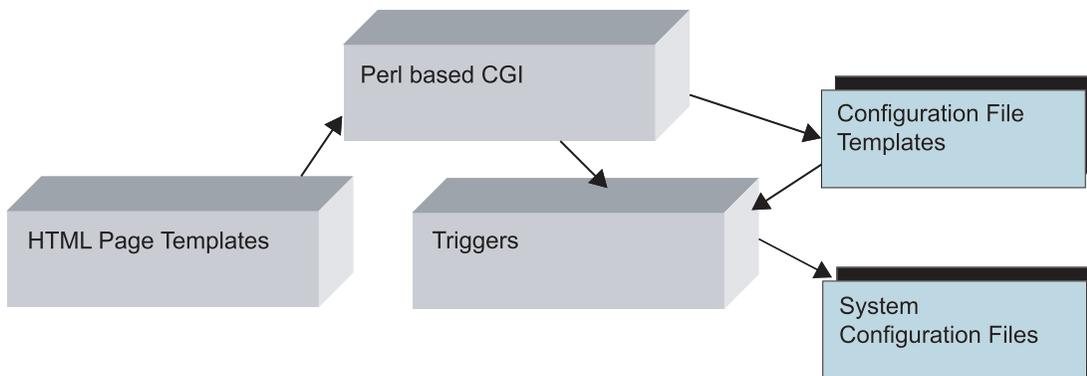 Perl based CGI
Configuration File
Templates
HTML Page Templates
Triggers
System
Configuration Files